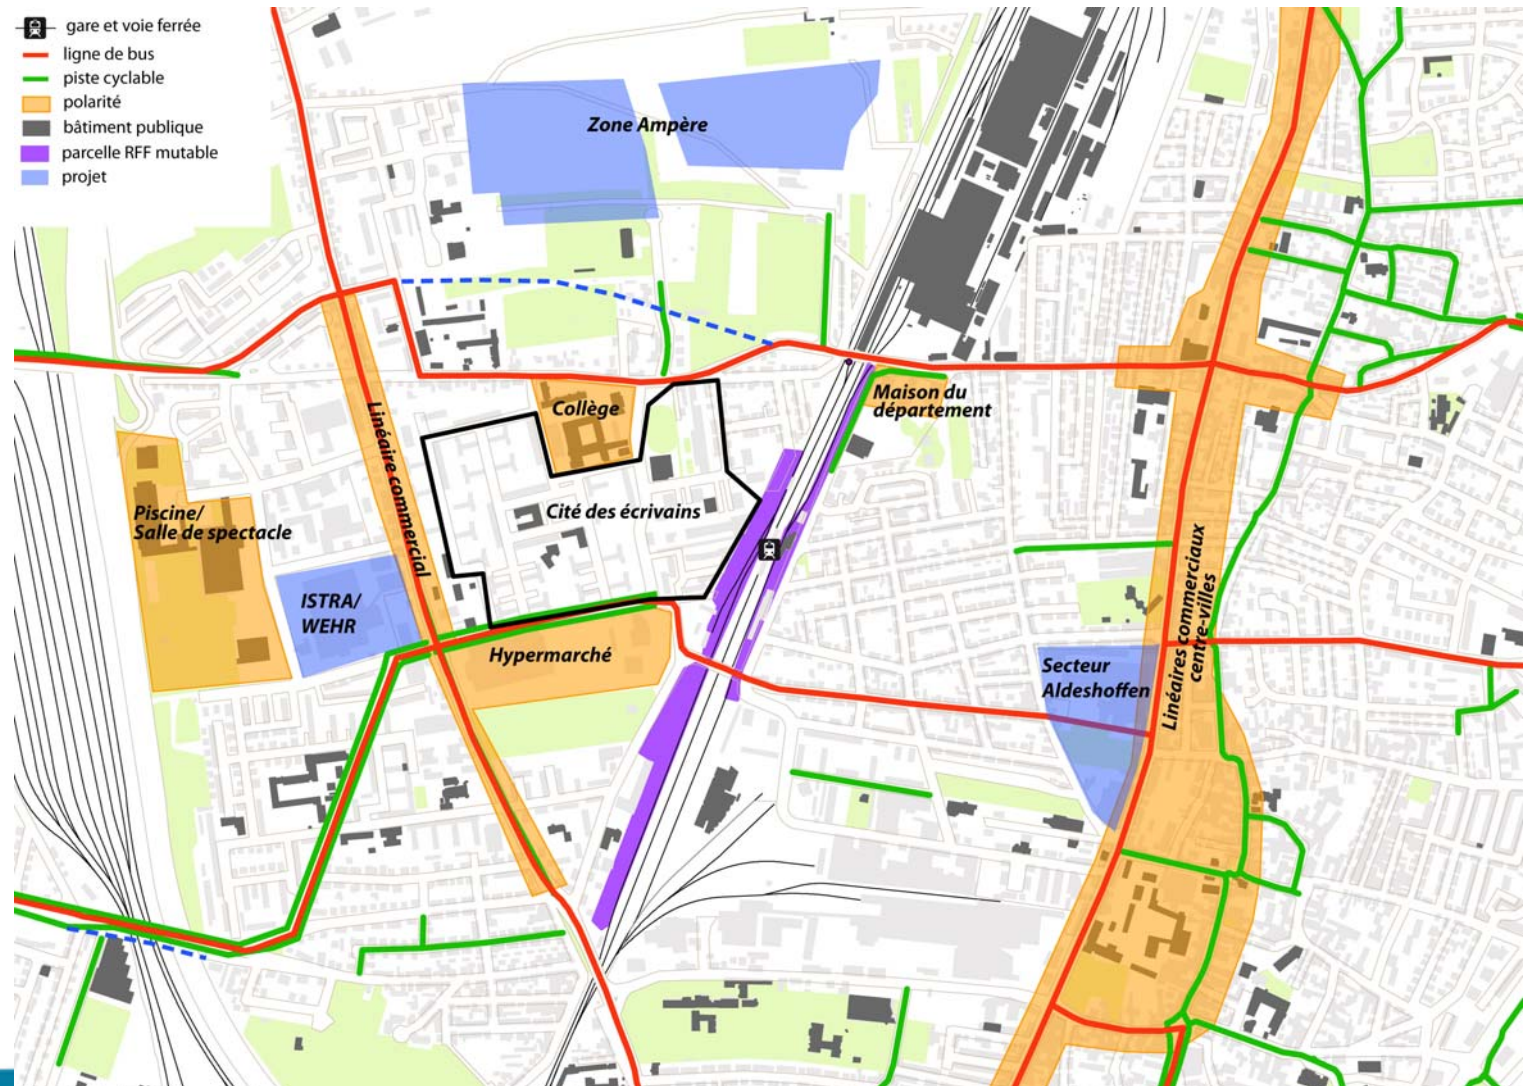 gare et voie ferrée
ligne de bus
piste cyclable
polarité
bâtiment publique
parcelle RFF mutable
projet
Zone Ampère
Linéaire commercial
Collège
Maison du
département
Piscine/
Salle de spectacle
Cité des écrivains
ISTRA/
WEHR
Hypermarché
Secteur
Aldeshoffen
Linéaires commerciaux
centre-villes